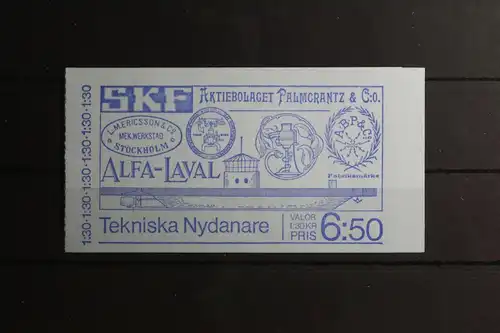 1:30·1:30·1:30·1:30·1:30
SKF
AKTIEBOLAGET PALMCRANTZ & C:O.
L.M.ERICSSON & Co
MEK.WERKSTAD
STOCKHOLM
A.B.P.&C:o
ALFA-LAVAL
Fabriksmärke
Tekniska Nydanare
VALÖR
1:30 KR
PRIS 6:50